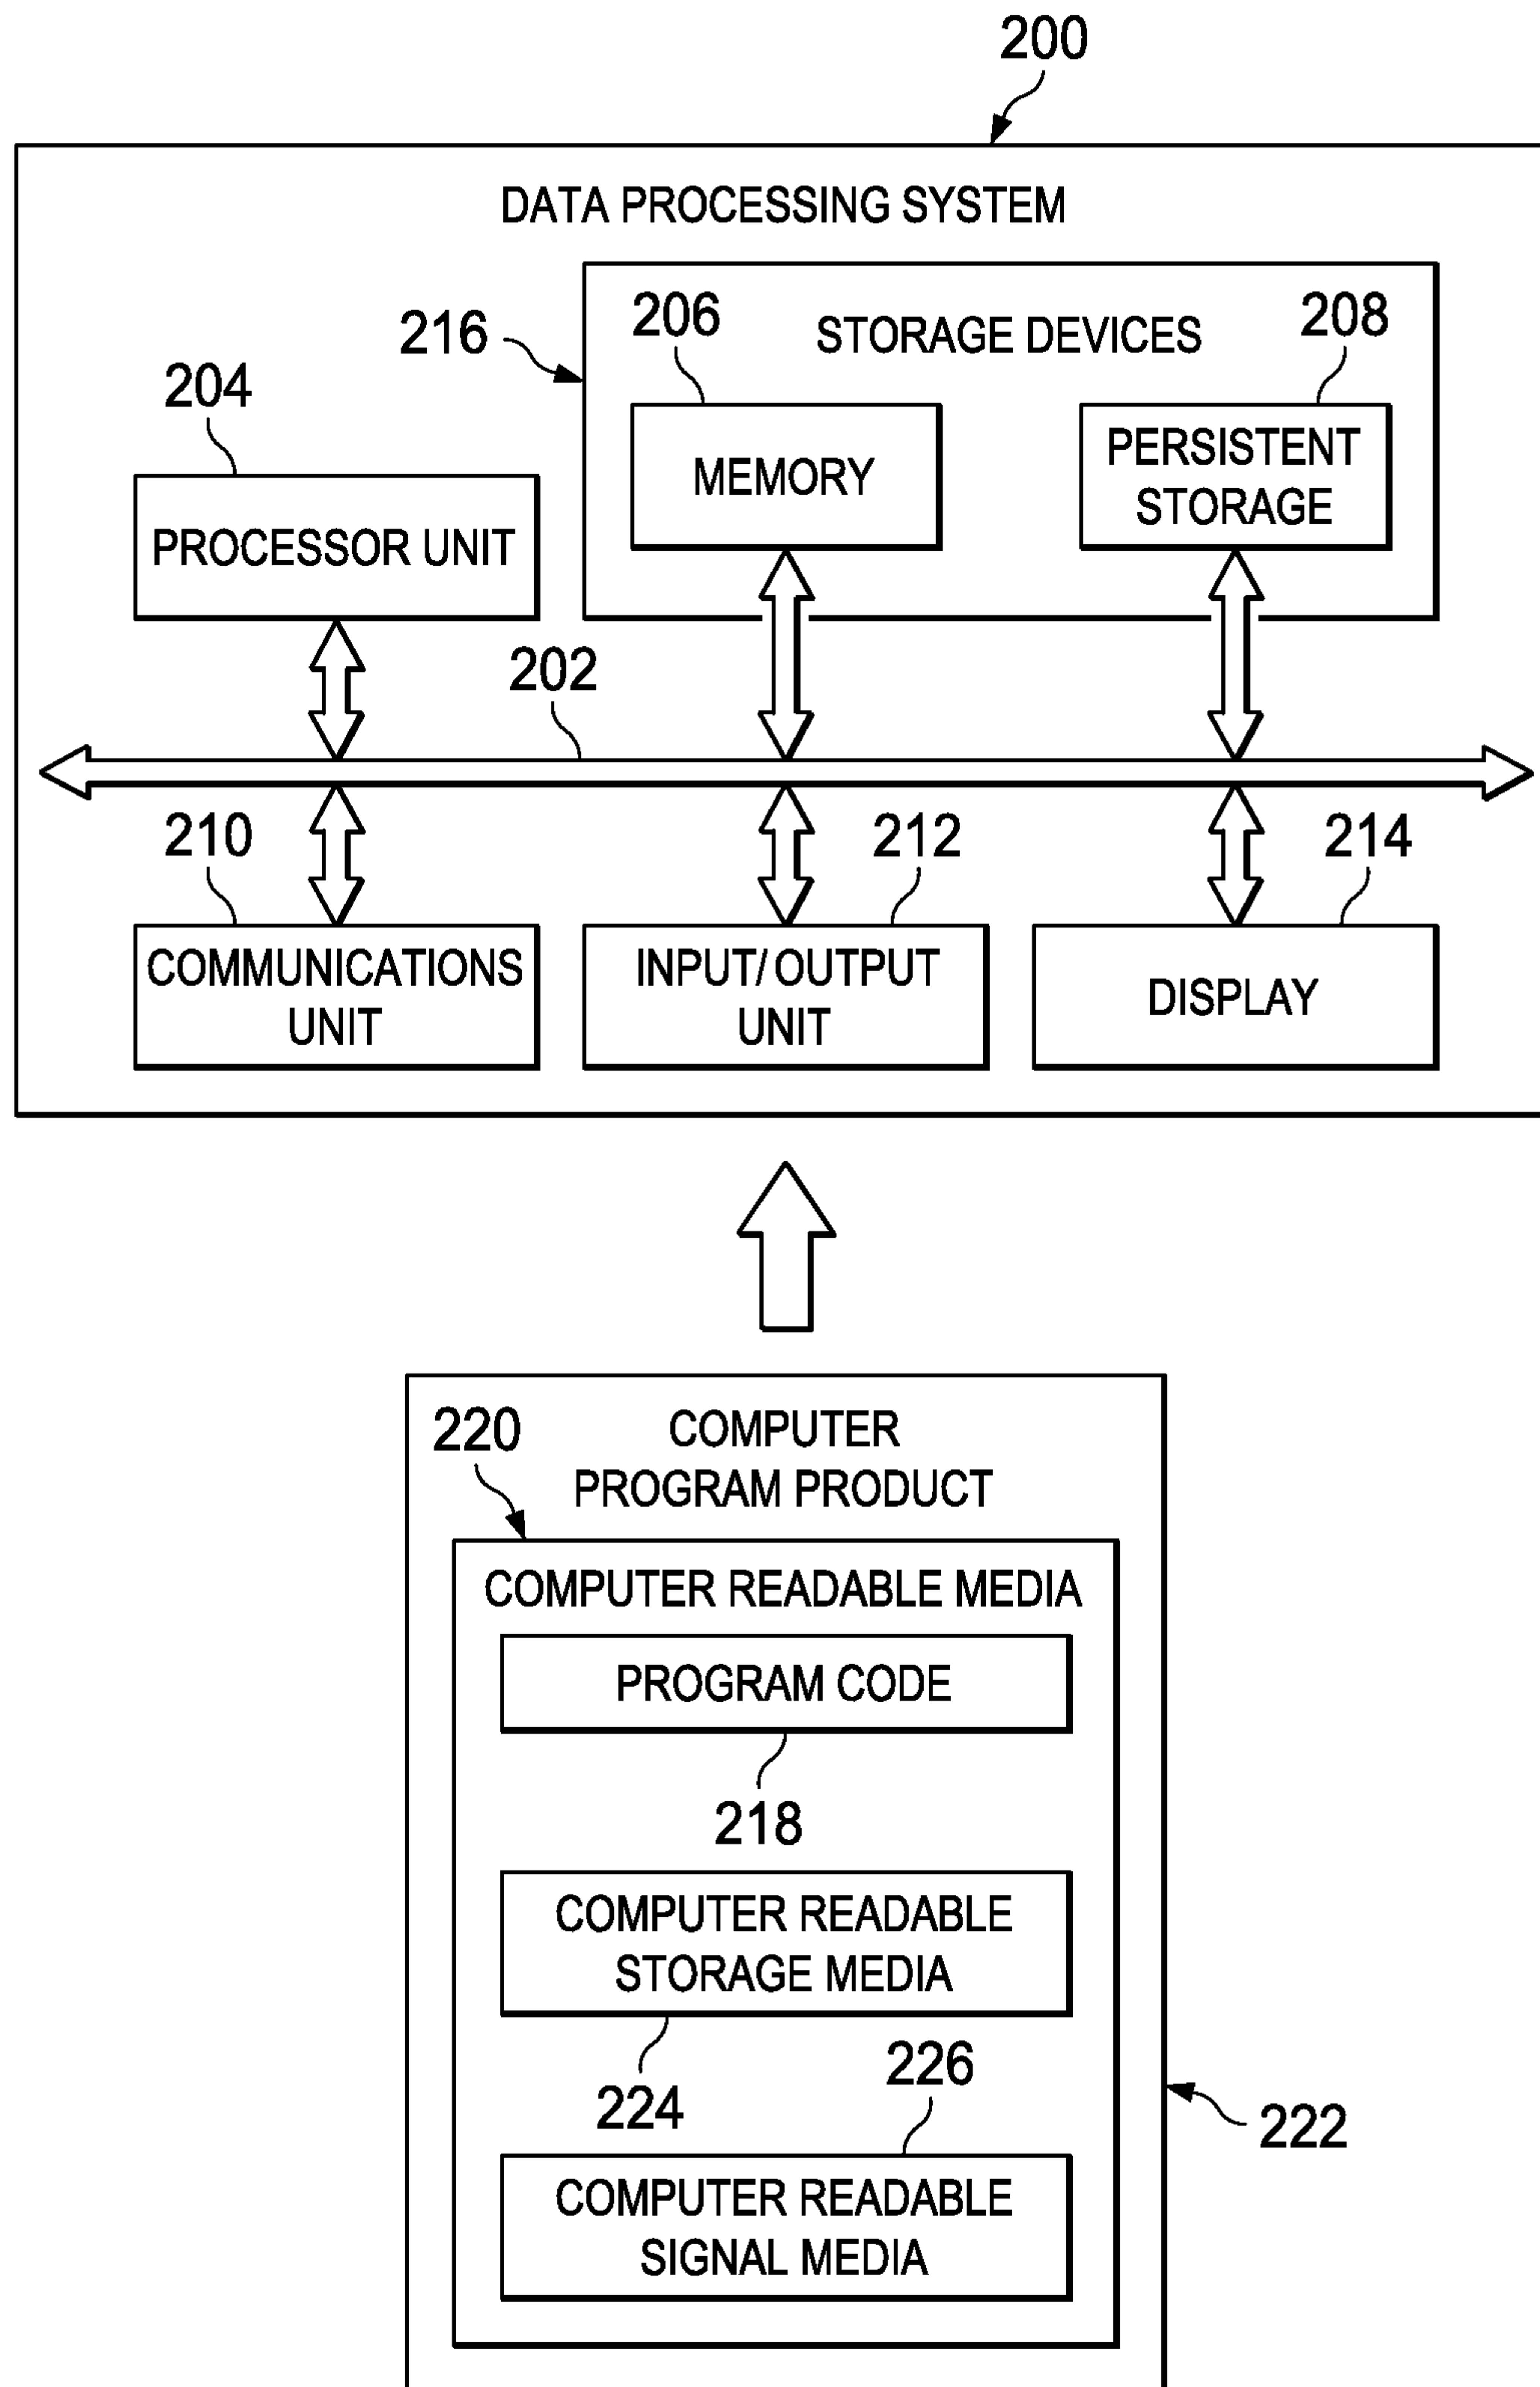 200
DATA PROCESSING SYSTEM
216
206
STORAGE DEVICES
208
204
MEMORY
PERSISTENT
STORAGE
PROCESSOR UNIT
202
210
212
214
COMMUNICATIONS
UNIT
INPUT/OUTPUT
UNIT
DISPLAY
220
COMPUTER
PROGRAM PRODUCT
COMPUTER READABLE MEDIA
PROGRAM CODE
218
COMPUTER READABLE
STORAGE MEDIA
224
226
222
COMPUTER READABLE
SIGNAL MEDIA